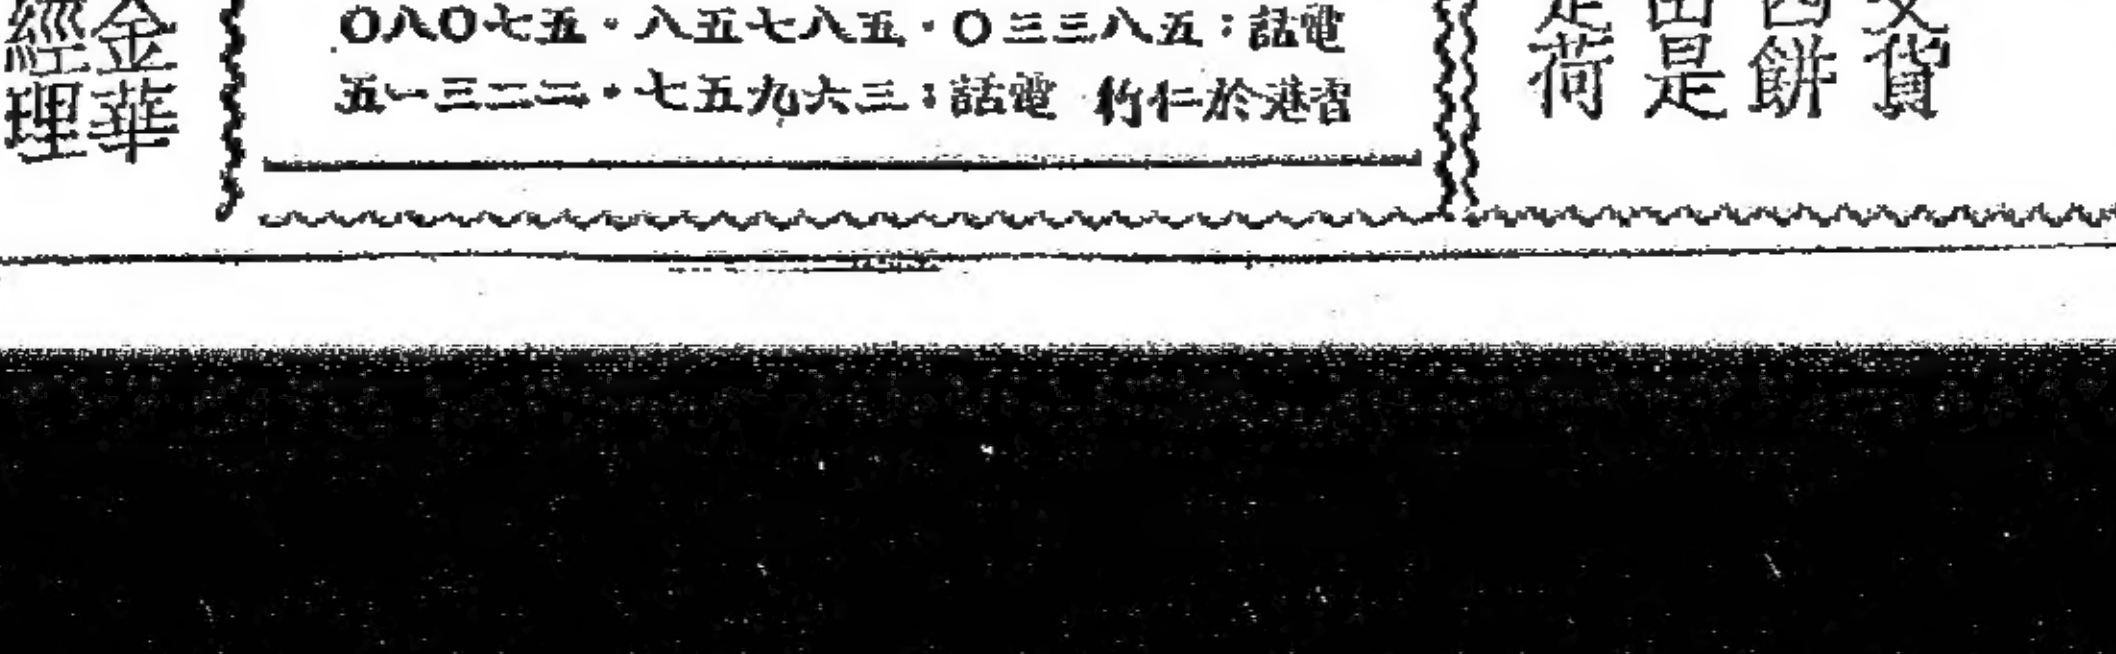 貨
餅
是
荷
電話：五八三三〇・五八七五八・五七〇八〇
香港於仁行 電話：三六九五七・二二三一五
金華
經理